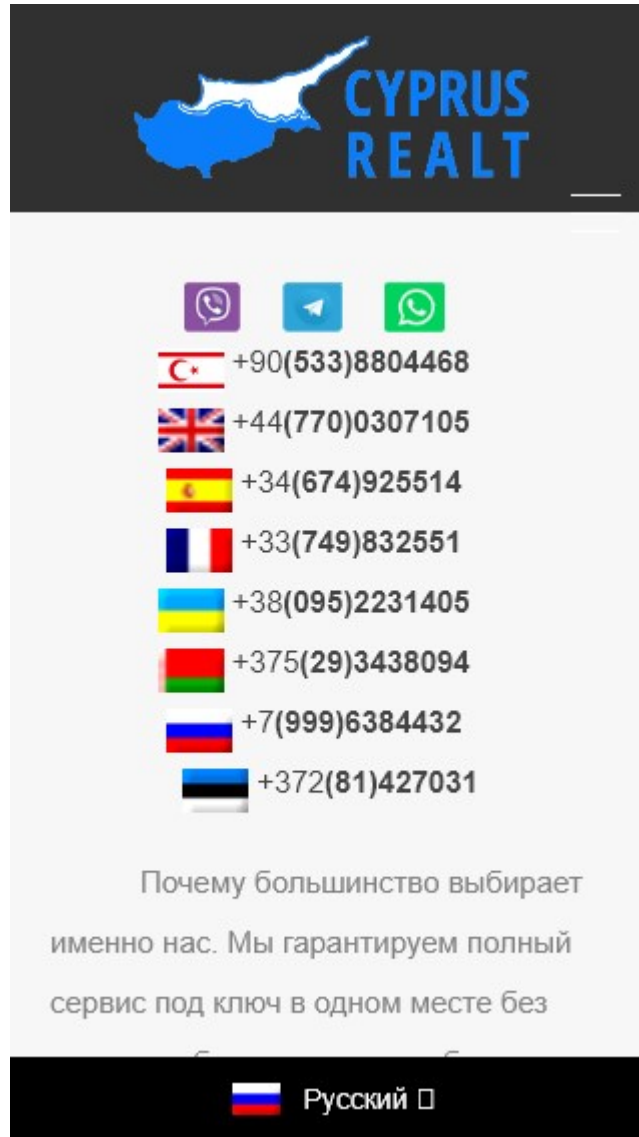 CYPRUS
REALT
+90(533)8804468
+44(770)0307105
+34(674)925514
+33(749)832551
+38(095)2231405
+375(29)3438094
+7(999)6384432
+372(81)427031
Почему большинство выбирает
именно нас. Мы гарантируем полный
сервис под ключ в одном месте без
Русский